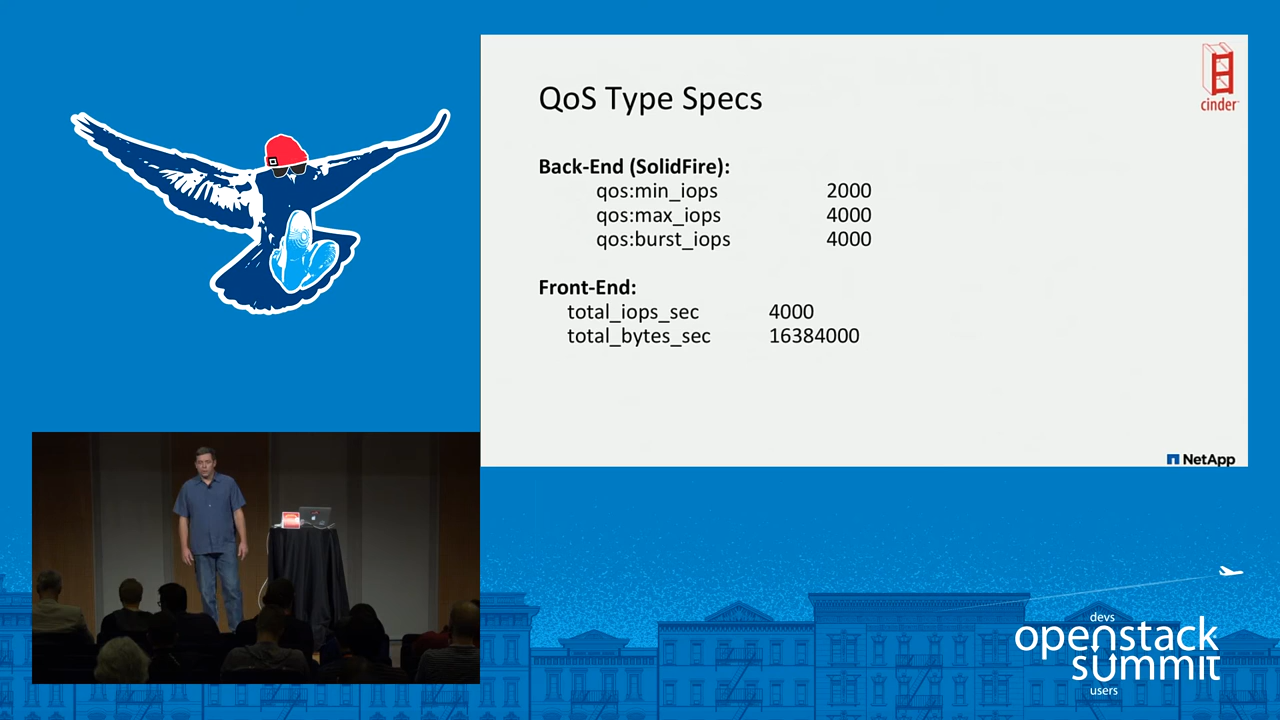 cinder
QoS Type Specs
Back-End (SolidFire):
qos:min_iops 2000
qos:max_iops 4000
qos:burst_iops 4000
Front-End:
total_iops_sec 4000
total_bytes_sec 16384000
NetApp
devs
openstack
summit
users